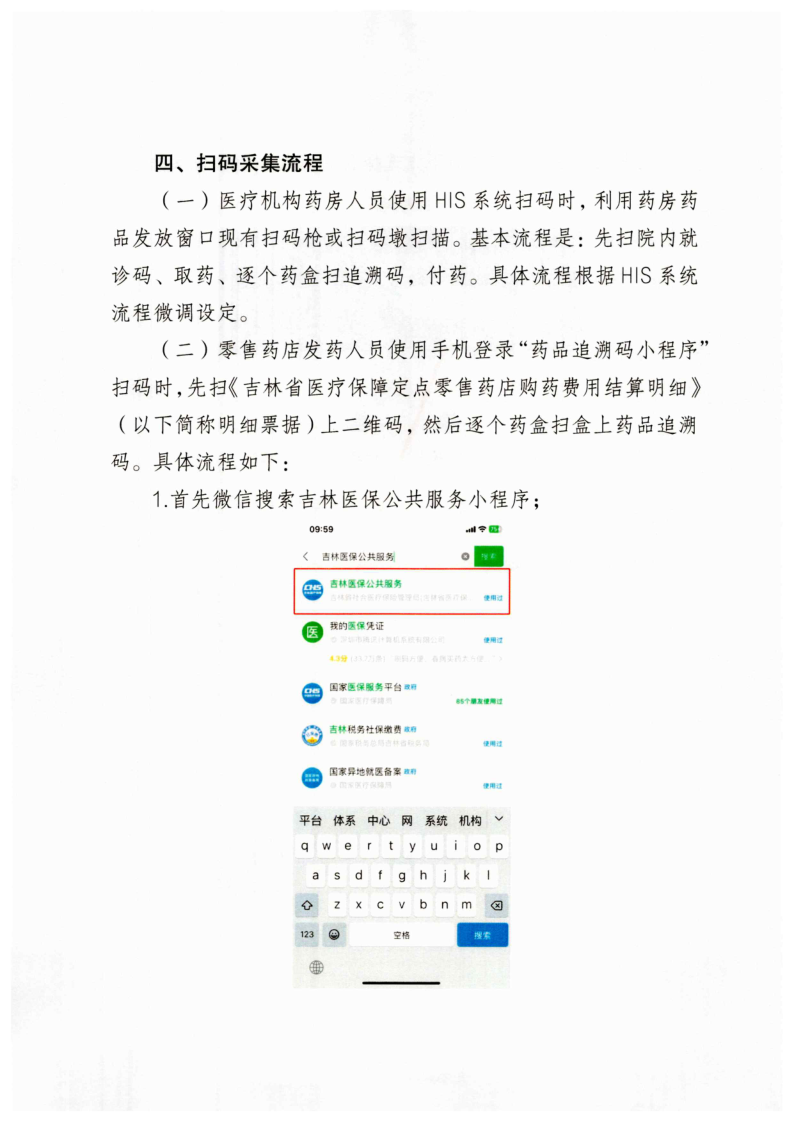 四、扫码采集流程
（一）医疗机构药房人员使用 HIS 系统扫码时，利用药房药
品发放窗口现有扫码枪或扫码墩扫描。基本流程是：先扫院内就
诊码、取药、逐个药盒扫追溯码，付药。具体流程根据 HIS 系统
流程微调设定。
（二）零售药店发药人员使用手机登录“药品追溯码小程序”
扫码时，先扫《吉林省医疗保障定点零售药店购药费用结算明细》
（以下简称明细票据）上二维码，然后逐个药盒扫盒上药品追溯
码。具体流程如下：
1.首先微信搜索吉林医保公共服务小程序；
09:59
吉林医保公共服务
搜索
吉林医保公共服务
使用过
我的医保凭证
使用过
4.3分
国家医保服务平台 政府
国家医疗保障局
65个朋友使用过
吉林税务社保缴费 政府
使用过
国家异地就医备案 政府
国家医疗保障局
使用过
平台 体系 中心 网 系统 机构
q w e r t y u i o p
a s d f g h j k l
z x c v b n m
123 空格 搜索